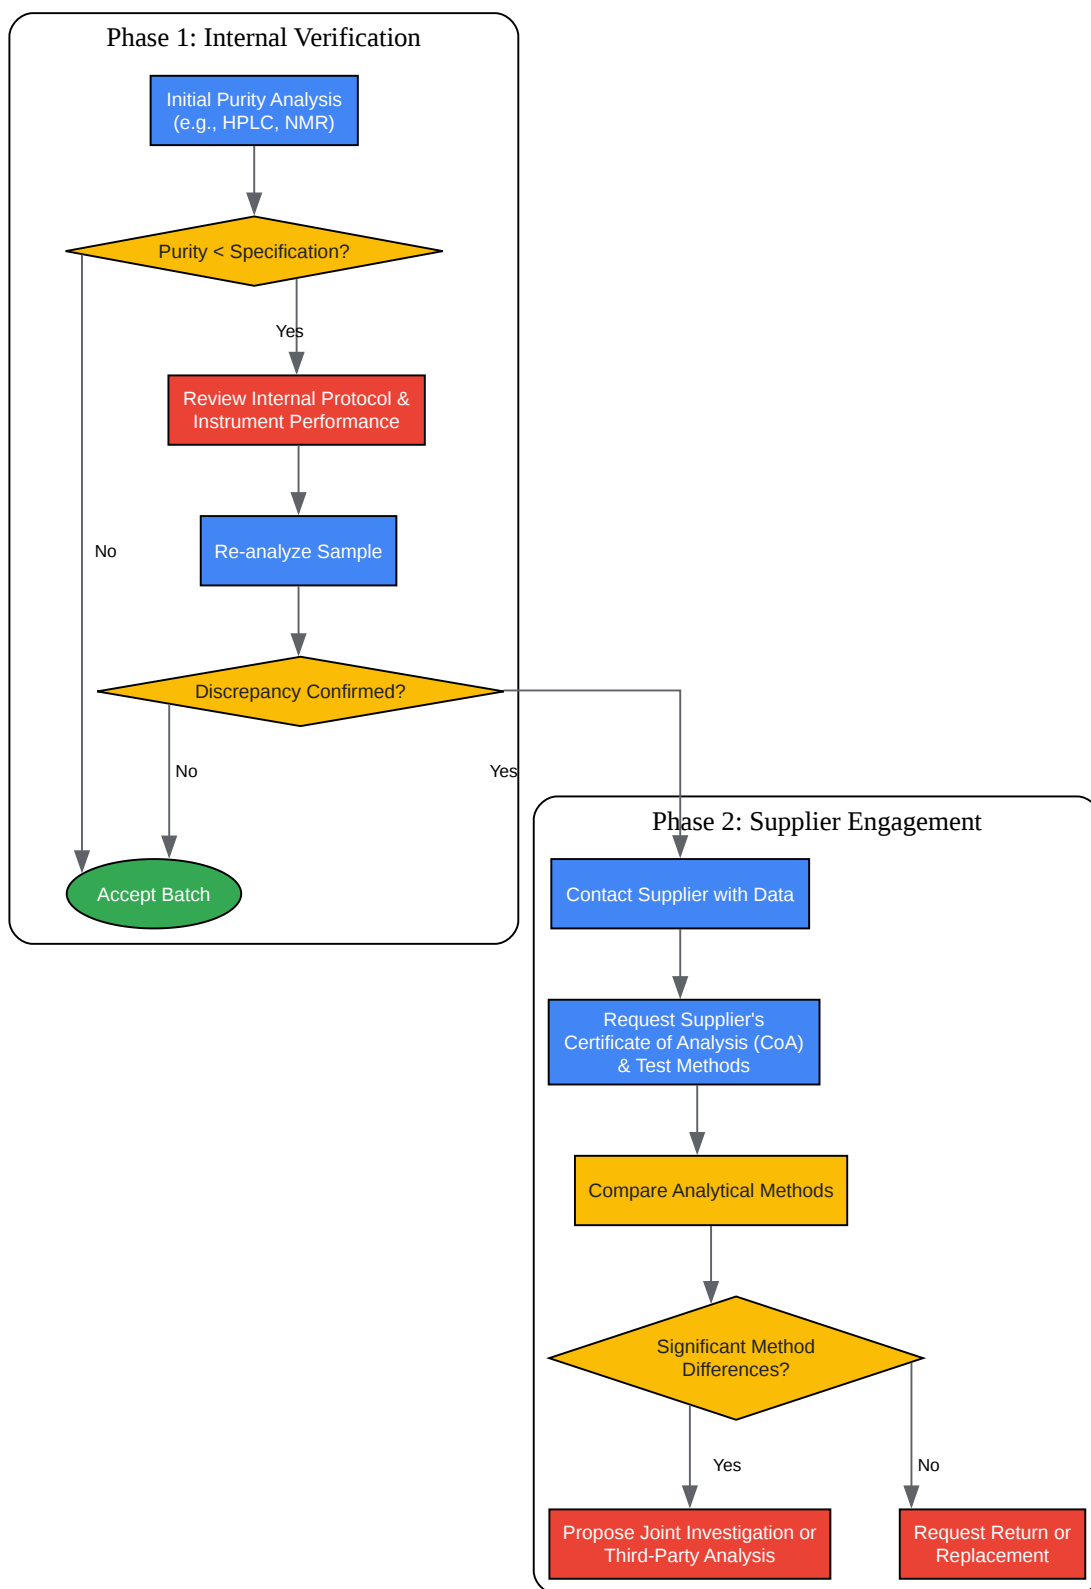 Phase 1: Internal Verification
Initial Purity Analysis
(e.g., HPLC, NMR)
Purity < Specification?
Yes
Review Internal Protocol &
Instrument Performance
No
Re-analyze Sample
Discrepancy Confirmed?
No
Yes
Accept Batch
Phase 2: Supplier Engagement
Contact Supplier with Data
Request Supplier's
Certificate of Analysis (CoA)
& Test Methods
Compare Analytical Methods
Significant Method
Differences?
Yes
No
Propose Joint Investigation or
Third-Party Analysis
Request Return or
Replacement